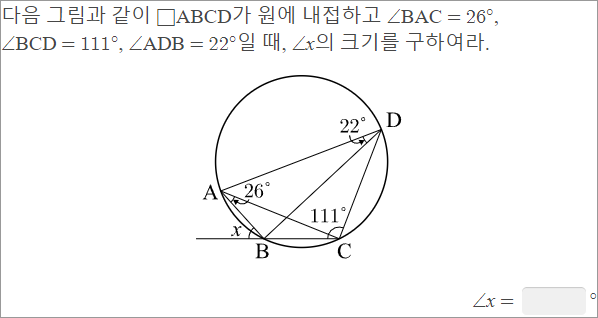 다음 그림과 같이 □ABCD가 원에 내접하고 ∠BAC = 26°,
∠BCD = 111°, ∠ADB = 22°일 때, ∠x의 크기를 구하여라.
22°
D
A
26°
x
111°
B
C
∠x = °